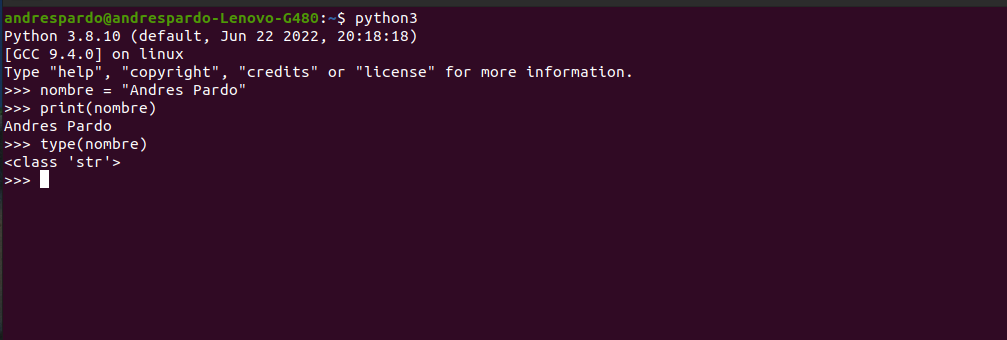 andrespardo@andrespardo-Lenovo-G480:~$ python3
Python 3.8.10 (default, Jun 22 2022, 20:18:18)
[GCC 9.4.0] on linux
Type "help", "copyright", "credits" or "license" for more information.
>>> nombre = "Andres Pardo"
>>> print(nombre)
Andres Pardo
>>> type(nombre)
<class 'str'>
>>>